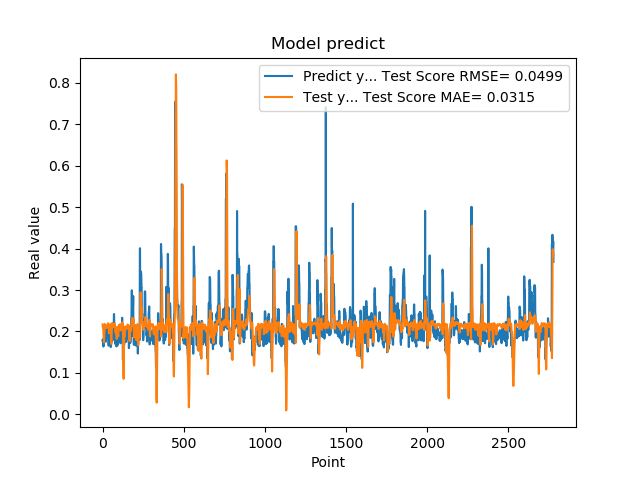 Model predict
Predict y... Test Score RMSE= 0.0499
Test y... Test Score MAE= 0.0315
Real value
0.8
0.7
0.6
0.5
0.4
0.3
0.2
0.1
0.0
0 500 1000 1500 2000 2500
Point